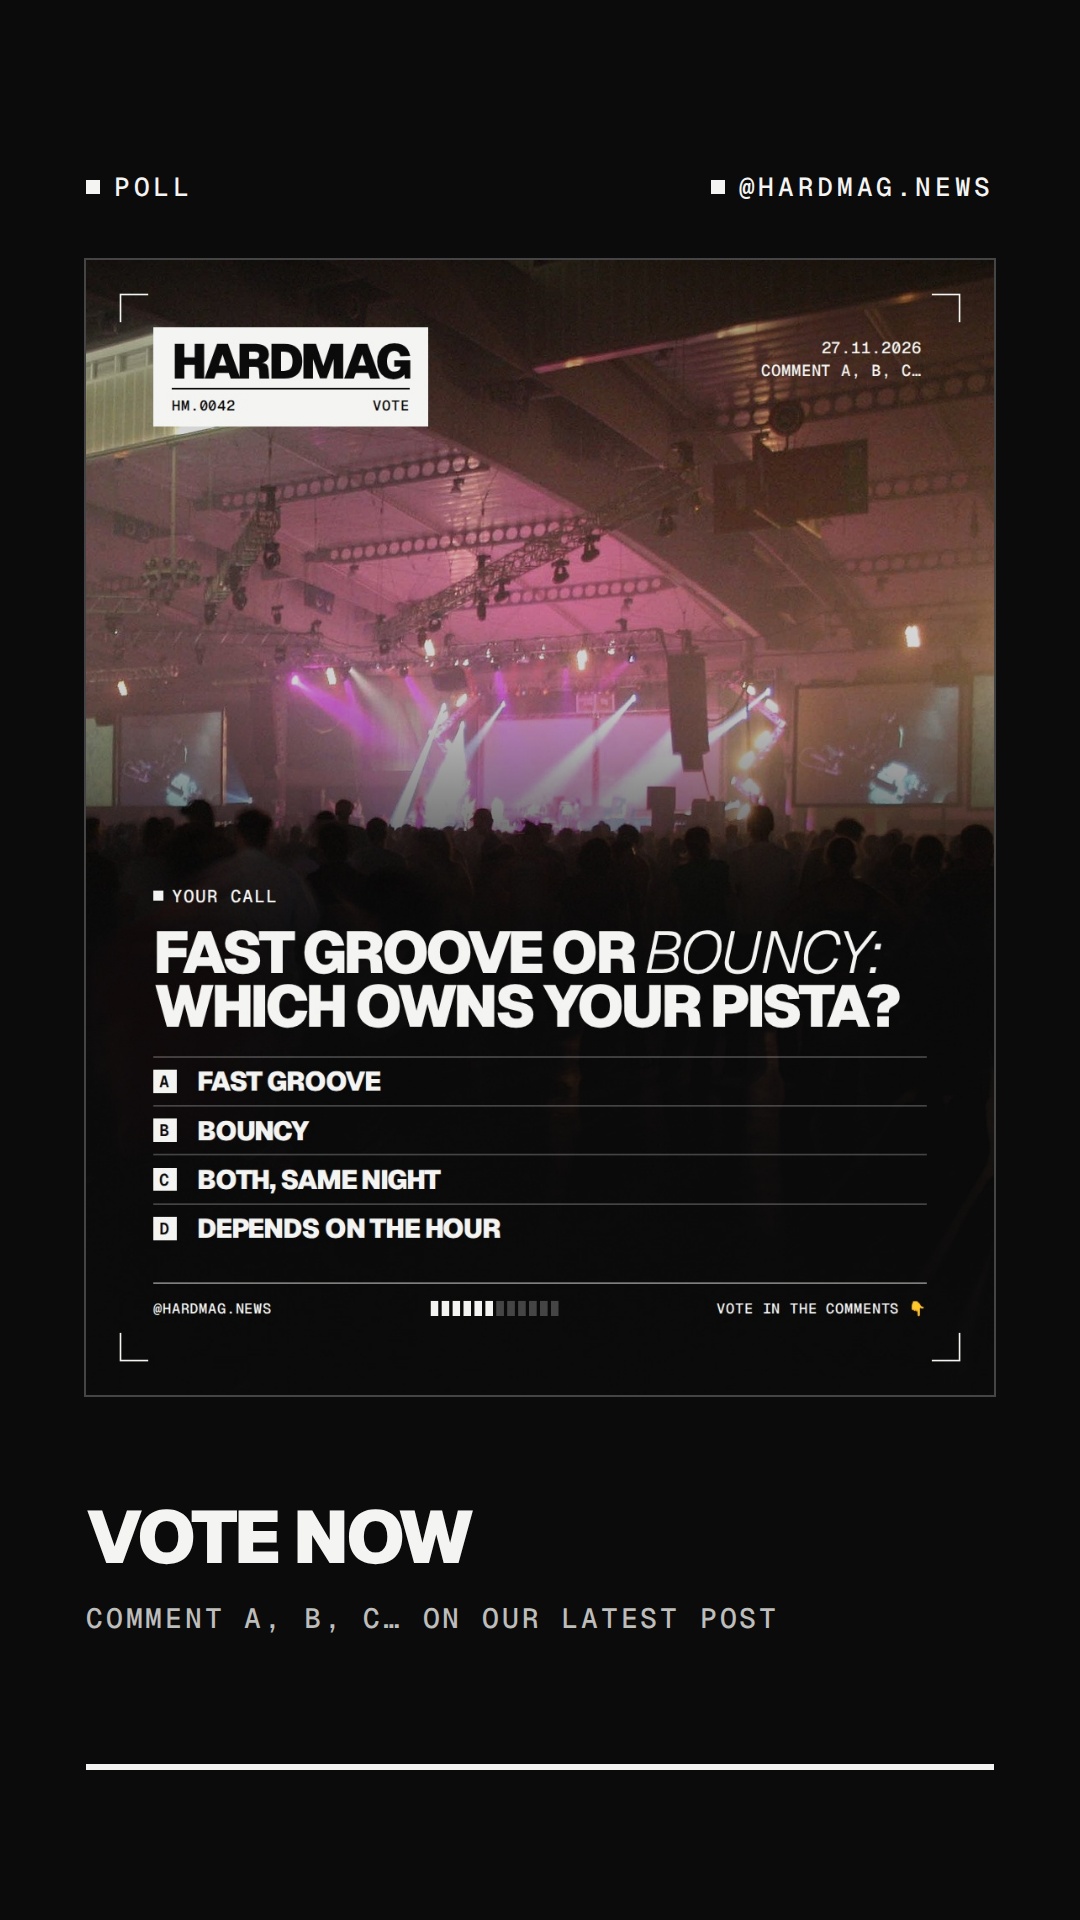 POLL
@HARDMAG.NEWS
HARDMAG
HM.0042 VOTE
27.11.2026
COMMENT A, B, C…
YOUR CALL
FAST GROOVE OR BOUNCY:
WHICH OWNS YOUR PISTA?
A FAST GROOVE
B BOUNCY
C BOTH, SAME NIGHT
D DEPENDS ON THE HOUR
@HARDMAG.NEWS
VOTE IN THE COMMENTS 👇
VOTE NOW
COMMENT A, B, C… ON OUR LATEST POST